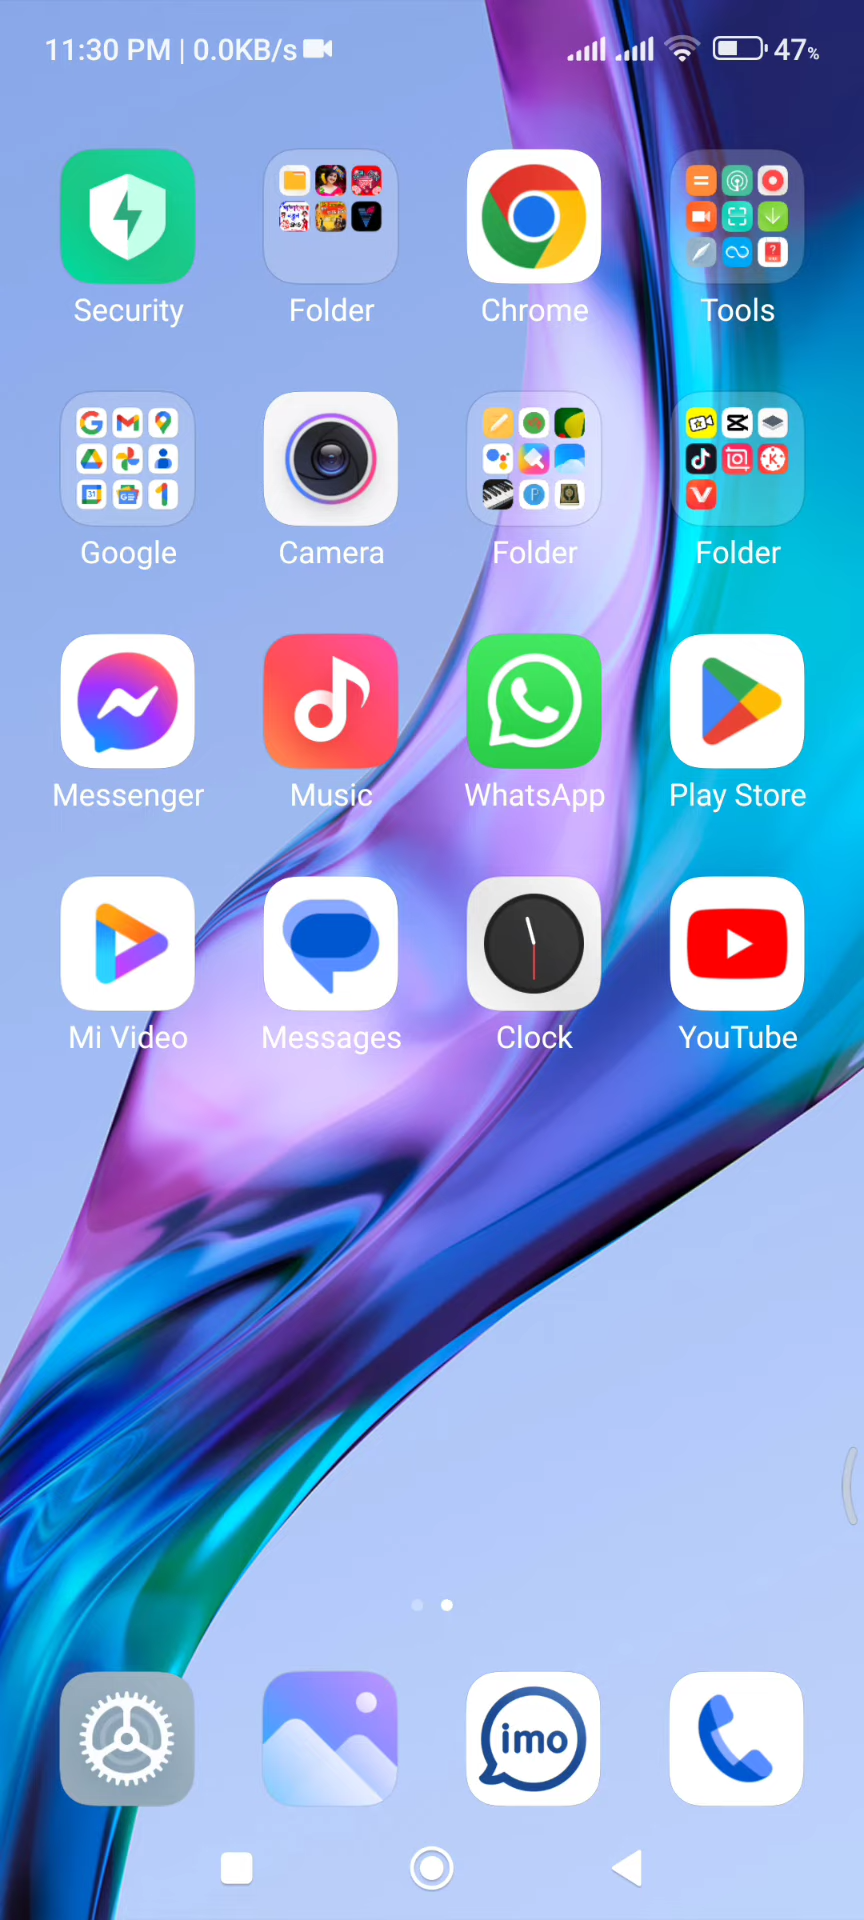 11:30 PM | 0.0KB/s 47%
Security Folder Chrome Tools
Google Camera Folder Folder
Messenger Music WhatsApp Play Store
Mi Video Messages Clock YouTube
imo